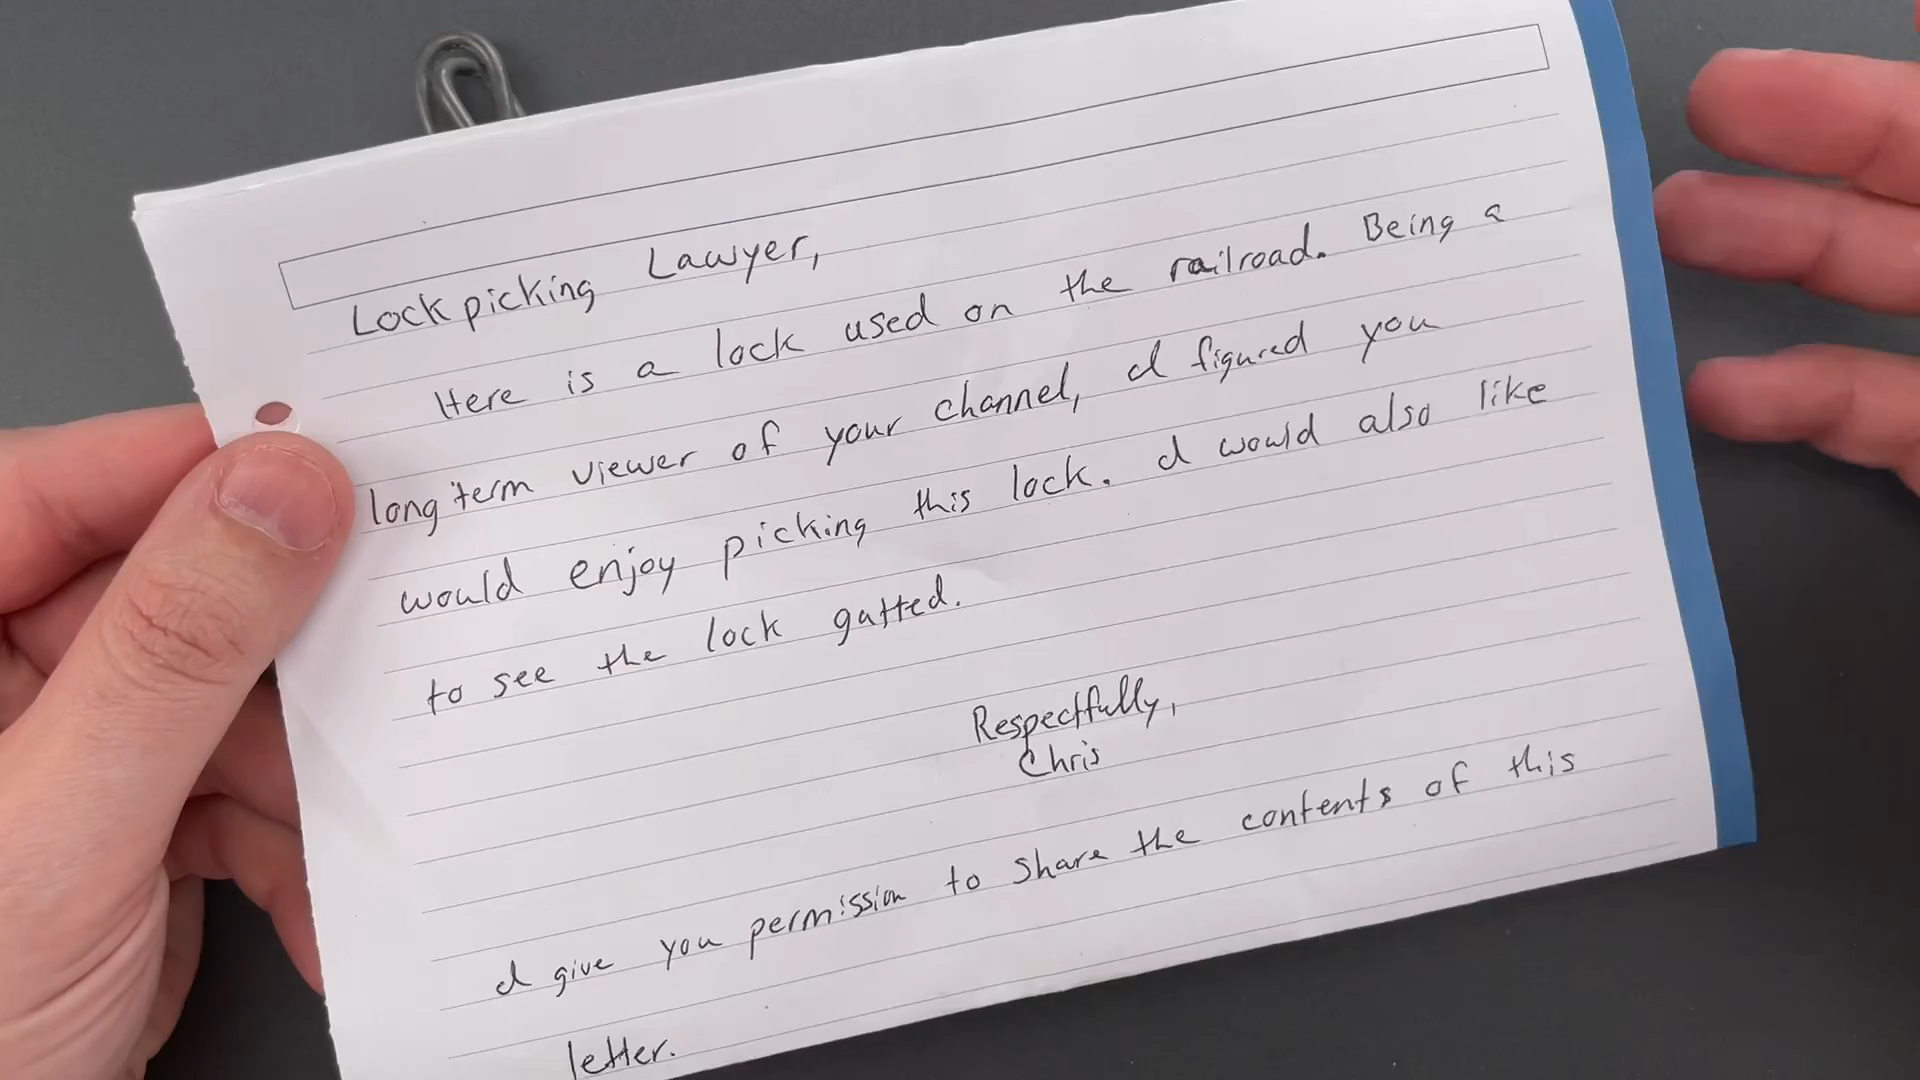 Lockpicking Lawyer,
Here is a lock used on the railroad. Being a
long term viewer of your channel, I figured you
would enjoy picking this lock. I would also like
to see the lock gutted.
Respectfully,
Chris
I give you permission to share the contents of this
letter.